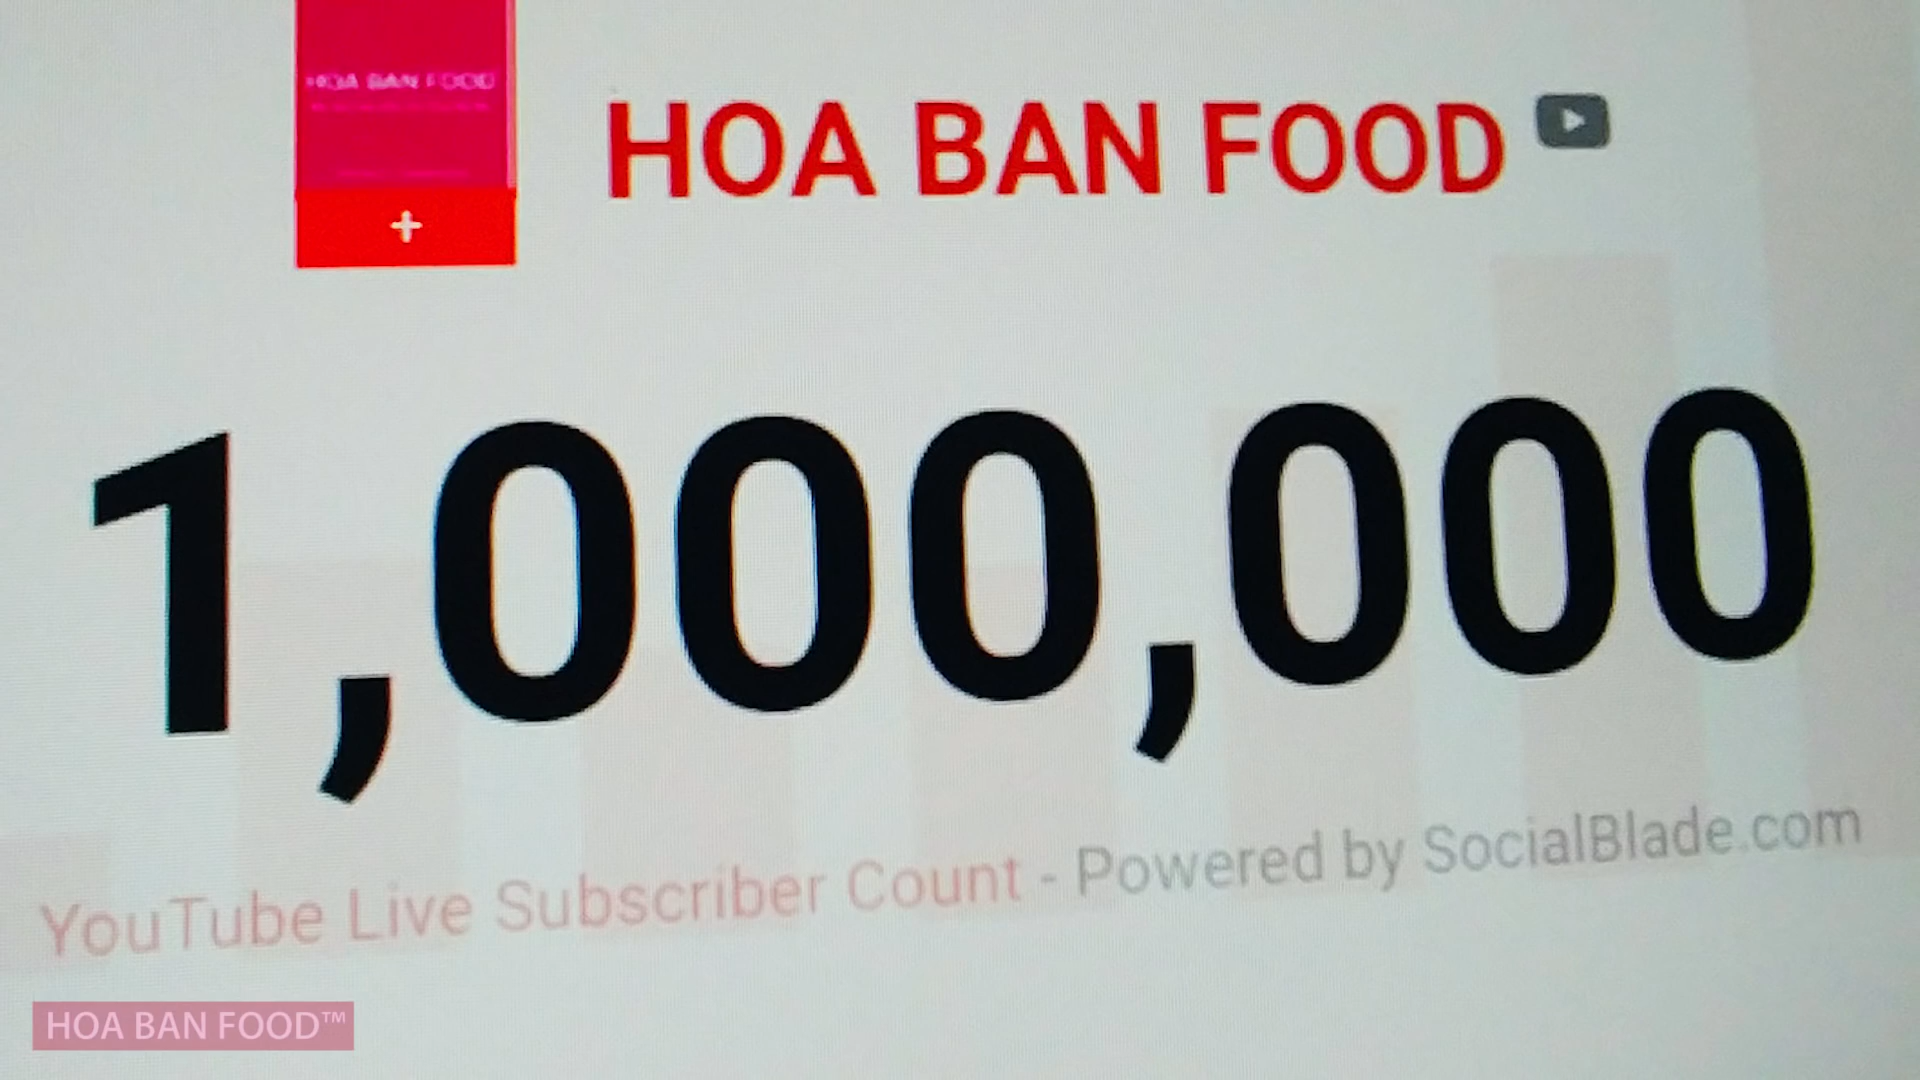 HOA BAN FOOD
HOA BAN FOOD
+
1,000,000
YouTube Live Subscriber Count - Powered by SocialBlade.com
HOA BAN FOOD™